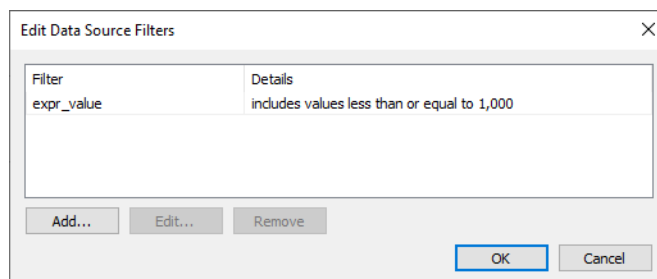 Edit Data Source Filters
Filter Details
expr_value includes values less than or equal to 1,000
Add... Edit... Remove
OK Cancel